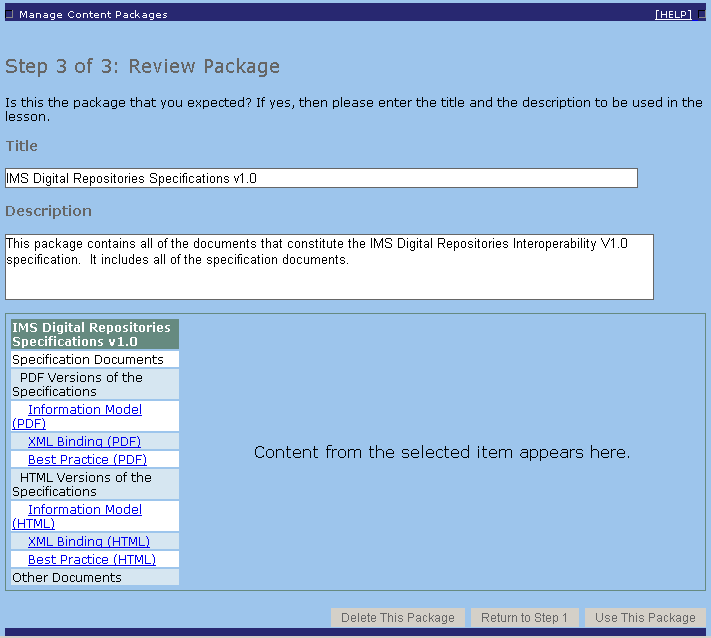 Manage Content Packages [HELP]
Step 3 of 3: Review Package
Is this the package that you expected? If yes, then please enter the title and the description to be used in the
lesson.
Title
IMS Digital Repositories Specifications v1.0
Description
This package contains all of the documents that constitute the IMS Digital Repositories Interoperability V1.0
specification.  It includes all of the specification documents.
IMS Digital Repositories
Specifications v1.0
Specification Documents
PDF Versions of the
Specifications
Information Model
(PDF)
XML Binding (PDF)
Best Practice (PDF)
HTML Versions of the
Specifications
Information Model
(HTML)
XML Binding (HTML)
Best Practice (HTML)
Other Documents
Content from the selected item appears here.
Delete This Package Return to Step 1 Use This Package